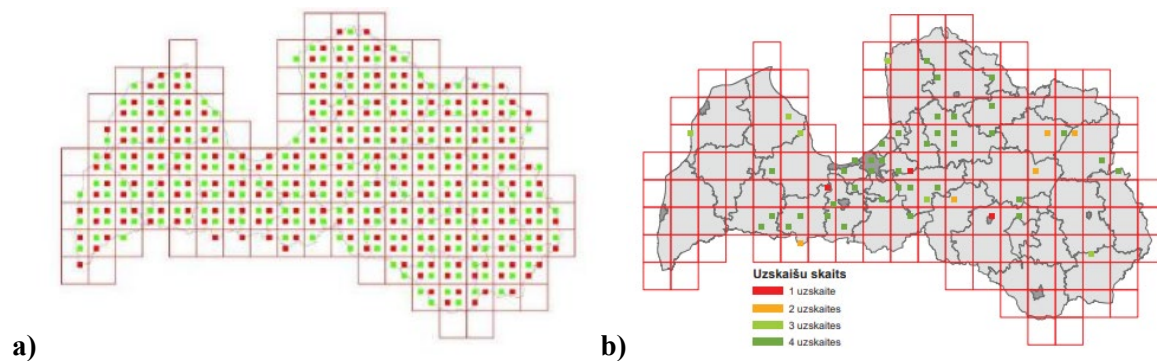 a)
b)
Uzskaišu skaits
1 uzskaite
2 uzskaites
3 uzskaites
4 uzskaites